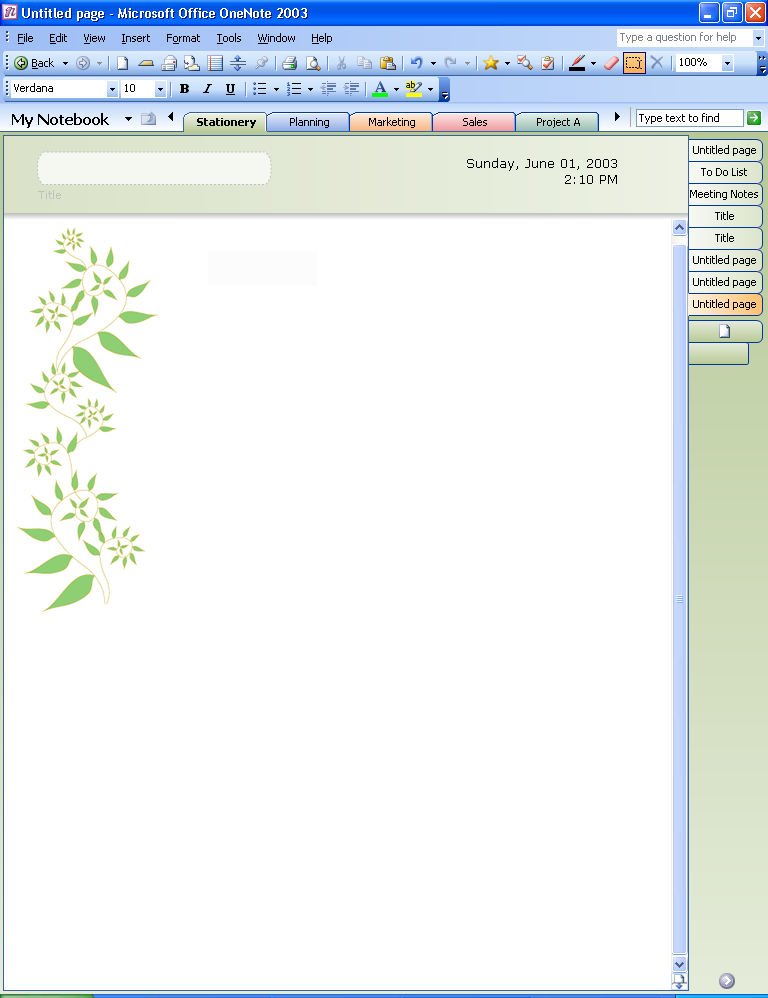 Untitled page - Microsoft Office OneNote 2003
File Edit View Insert Format Tools Window Help Type a question for help
Back 100%
Verdana 10 B I U A ab
My Notebook Stationery Planning Marketing Sales Project A Type text to find
Sunday, June 01, 2003
2:10 PM
Title
Untitled page
To Do List
Meeting Notes
Title
Title
Untitled page
Untitled page
Untitled page